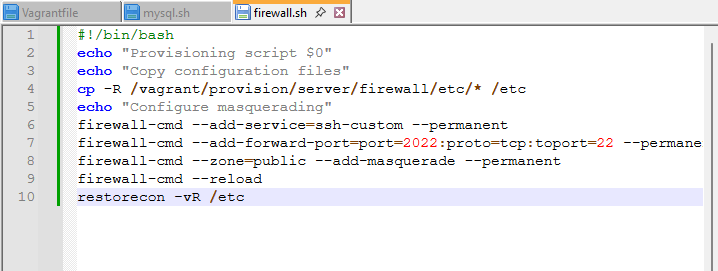 Vagrantfile mysql.sh firewall.sh
1 #!/bin/bash
2 echo "Provisioning script $0"
3 echo "Copy configuration files"
4 cp -R /vagrant/provision/server/firewall/etc/* /etc
5 echo "Configure masquerading"
6 firewall-cmd --add-service=ssh-custom --permanent
7 firewall-cmd --add-forward-port=port=2022:proto=tcp:toport=22 --permane
8 firewall-cmd --zone=public --add-masquerade --permanent
9 firewall-cmd --reload
10 restorecon -vR /etc